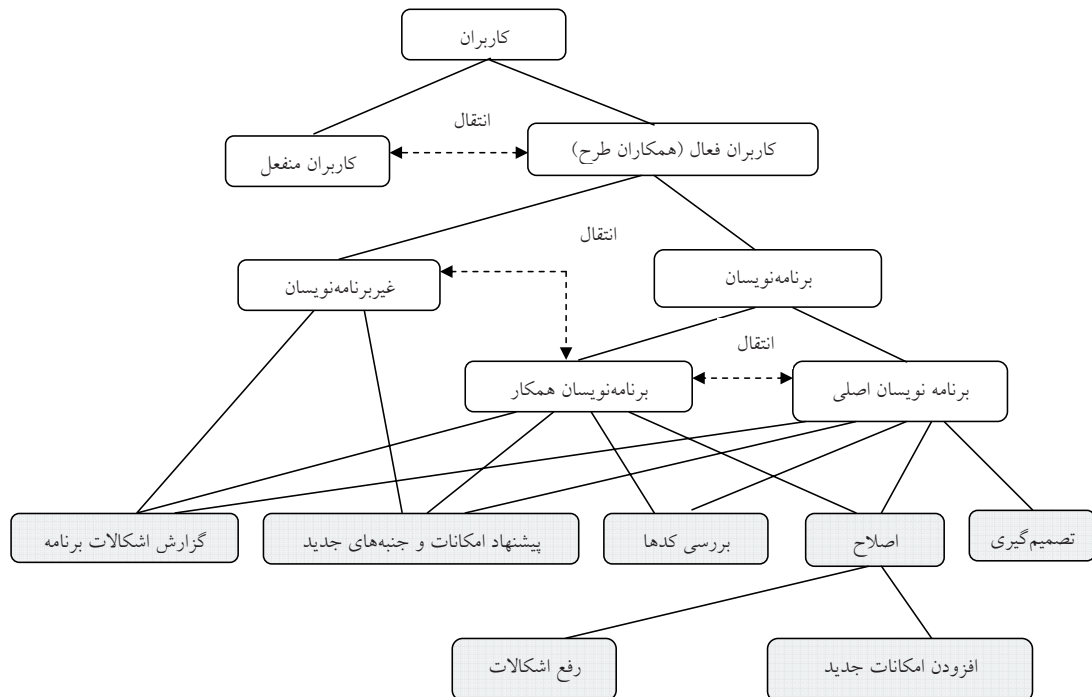 کاربران
انتقال
کاربران فعال (همکاران طرح)
کاربران منفعل
انتقال
برنامه‌نویسان
غیربرنامه‌نویسان
انتقال
برنامه نویسان اصلی
برنامه‌نویسان همکار
تصمیم‌گیری
اصلاح
بررسی کدها
پیشنهاد امکانات و جنبه‌های جدید
گزارش اشکالات برنامه
افزودن امکانات جدید
رفع اشکالات